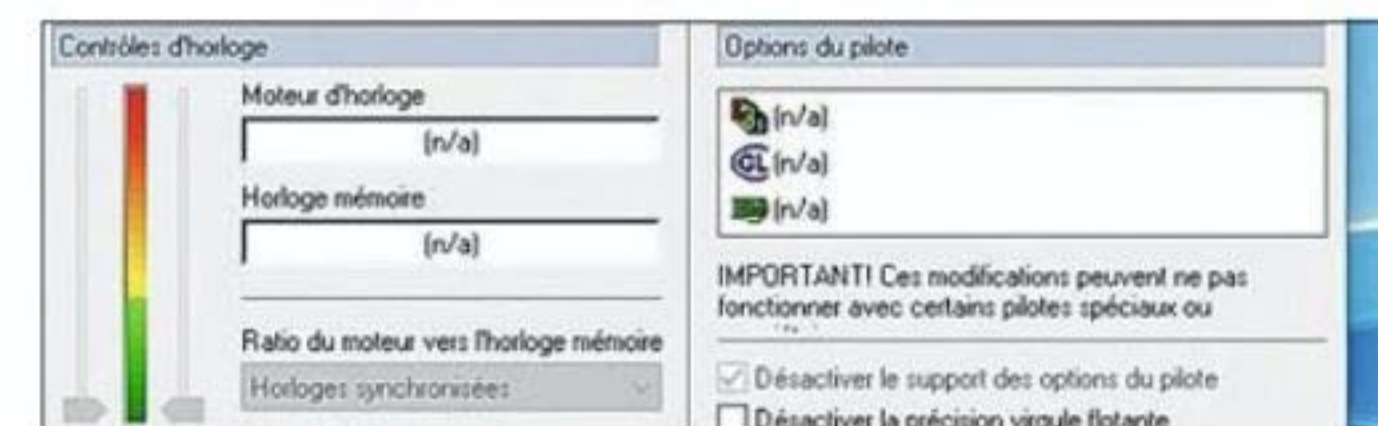 Contrôles d'horloge
Moteur d'horloge
(n/a)
Horloge mémoire
(n/a)
Ratio du moteur vers l'horloge mémoire
Horloges synchronisées
Options du pilote
(n/a)
GL (n/a)
(n/a)
IMPORTANT! Ces modifications peuvent ne pas
fonctionner avec certains pilotes spéciaux ou
Désactiver le support des options du pilote
Désactiver la précision virgule flotante